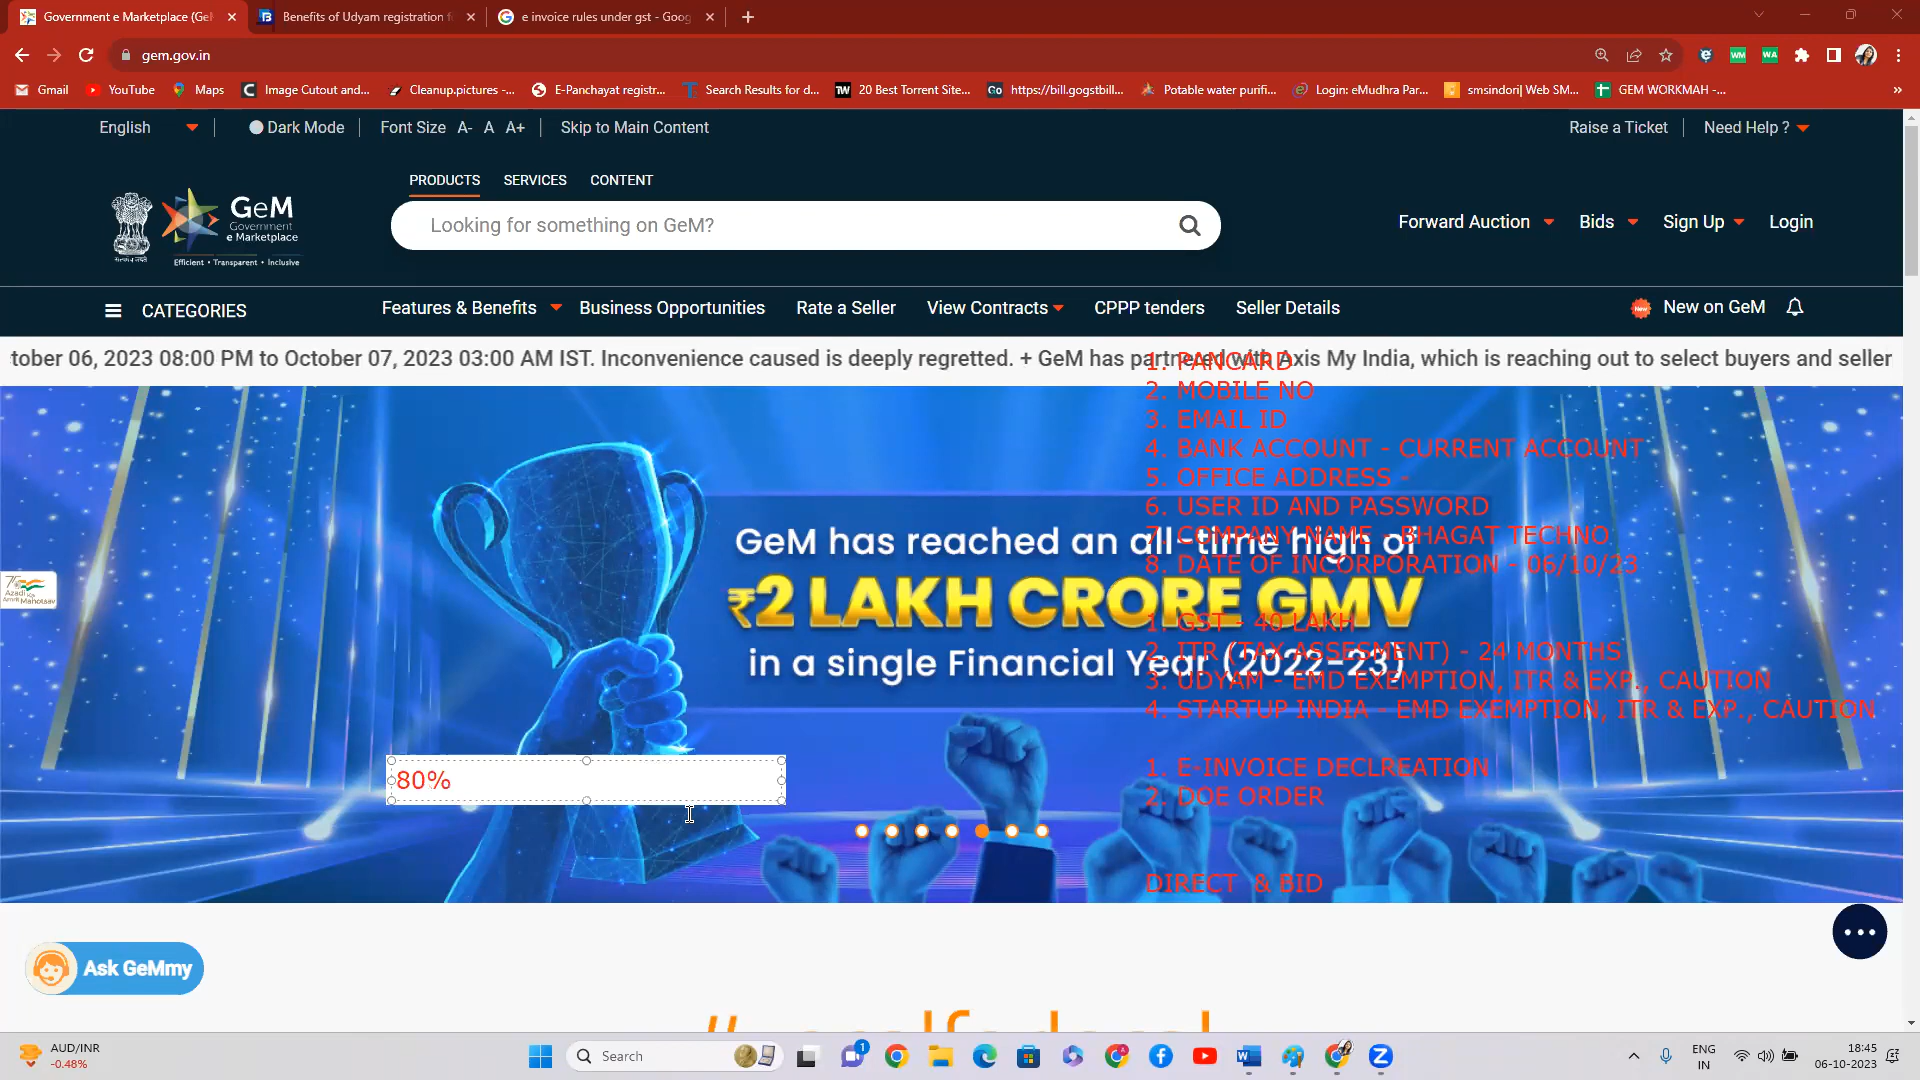 Government e Marketplace (Ge
Benefits of Udyam registration f
e invoice rules under gst - Goog
gem.gov.in
Gmail
YouTube
Maps
Image Cutout and...
Cleanup.pictures -...
E-Panchayat registr...
Search Results for d...
20 Best Torrent Site...
https://bill.gogstbill...
Potable water purifi...
Login: eMudhra Par...
smsindori| Web SM...
GEM WORKMAH -...
English
Dark Mode
Font Size A- A A+
Skip to Main Content
Raise a Ticket
Need Help ?
PRODUCTS
SERVICES
CONTENT
GeM
Government
e Marketplace
Efficient • Transparent • Inclusive
Looking for something on GeM?
Forward Auction
Bids
Sign Up
Login
CATEGORIES
Features & Benefits
Business Opportunities
Rate a Seller
View Contracts
CPPP tenders
Seller Details
New on GeM
tober 06, 2023 08:00 PM to October 07, 2023 03:00 AM IST. Inconvenience caused is deeply regretted. + GeM has partnered with Axis My India, which is reaching out to select buyers and seller
1. PANCARD
2. MOBILE NO
3. EMAIL ID
4. BANK ACCOUNT - CURRENT ACCOUNT
5. OFFICE ADDRESS -
6. USER ID AND PASSWORD
7. COMPANY NAME - BHAGAT TECHNO
8. DATE OF INCORPORATION - 06/10/23
GeM has reached an all-time high of
₹2 LAKH CRORE GMV
in a single Financial Year (2022-23)
1. GST - 40 LAKH
2. ITR (TAX ASSESMENT) - 24 MONTHS
3. UDYAM - EMD EXEMPTION, ITR & EXP., CAUTION
4. STARTUP INDIA - EMD EXEMPTION, ITR & EXP., CAUTION
1. E-INVOICE DECLREATION
2. DOE ORDER
DIRECT & BID
Azadi Ka
Amrit Mahotsav
80%
Ask GeMmy
AUD/INR
-0.48%
Search
1
ENG
IN
18:45
06-10-2023